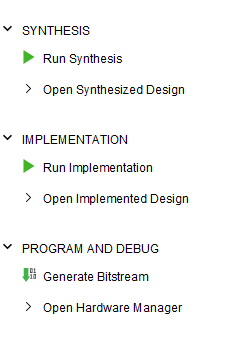 SYNTHESIS
Run Synthesis
Open Synthesized Design
IMPLEMENTATION
Run Implementation
Open Implemented Design
PROGRAM AND DEBUG
Generate Bitstream
Open Hardware Manager